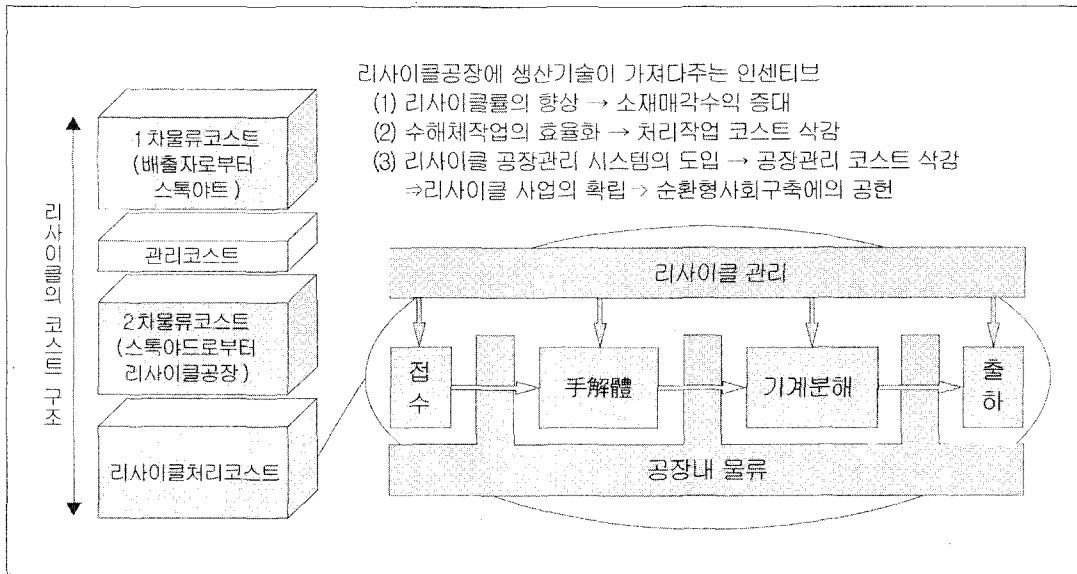 리사이클공장에 생산기술이 가져다주는 인센티브
(1) 리사이클률의 향상 → 소재매각수익 증대
(2) 수해체작업의 효율화 → 처리작업 코스트 삭감
(3) 리사이클 공장관리 시스템의 도입 → 공장관리 코스트 삭감
⇒리사이클 사업의 확립 → 순환형사회구축에의 공헌
리사이클의 코스트 구조
1차물류코스트
(배출자로부터
스톡야트)
관리코스트
2차물류코스트
(스톡야드로부터
리사이클공장)
리사이클처리코스트
리사이클 관리
접수
手解體
기계분해
출하
공장내 물류